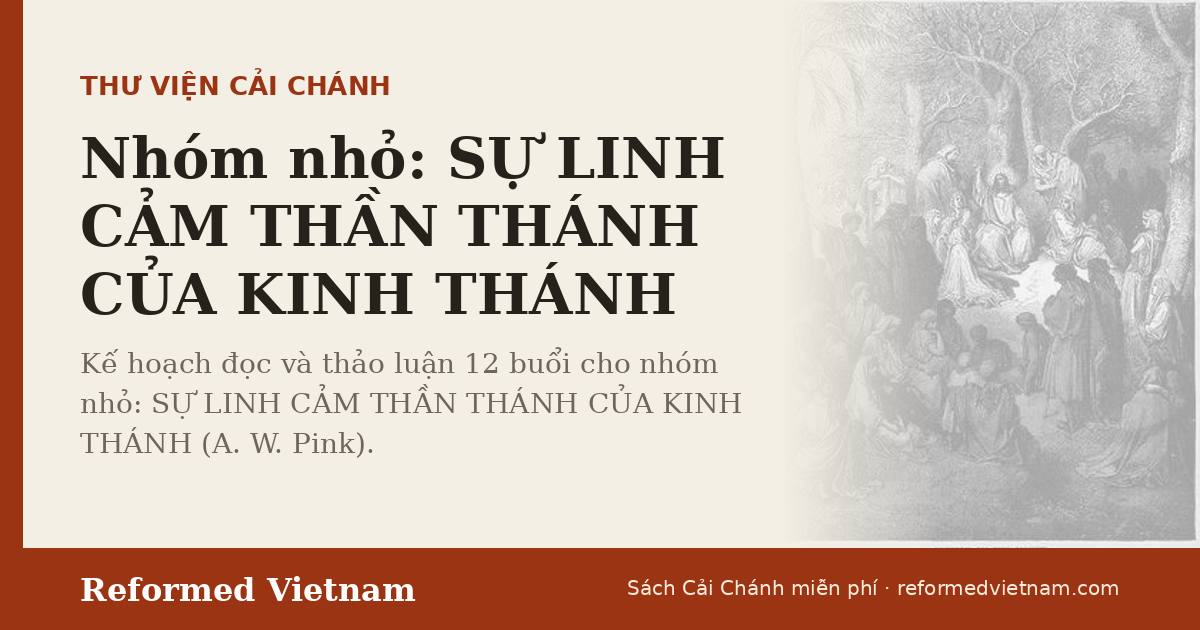 THƯ VIỆN CẢI CHÁNH
Nhóm nhỏ: SỰ LINH
CẢM THẦN THÁNH
CỦA KINH THÁNH
Kế hoạch đọc và thảo luận 12 buổi cho nhóm
nhỏ: SỰ LINH CẢM THẦN THÁNH CỦA KINH
THÁNH (A. W. Pink).
Reformed Vietnam
Sách Cải Chánh miễn phí · reformedvietnam.com